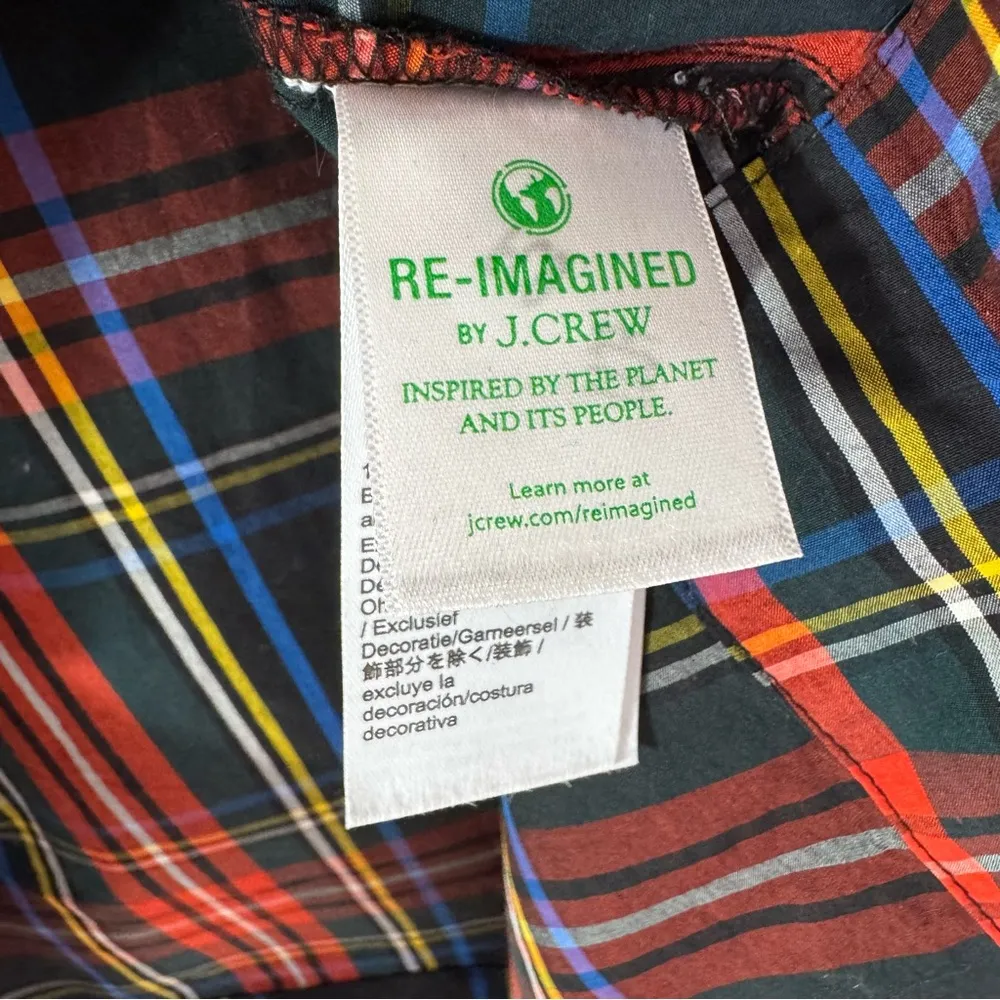 RE-IMAGINED
BY J.CREW
INSPIRED BY THE PLANET
AND ITS PEOPLE.
Learn more at
jcrew.com/reimagined
/ Exclusief
Decoratie/Garneersel / 装
飾部分を除く/装飾 /
excluye la
decoración/costura
decorativa